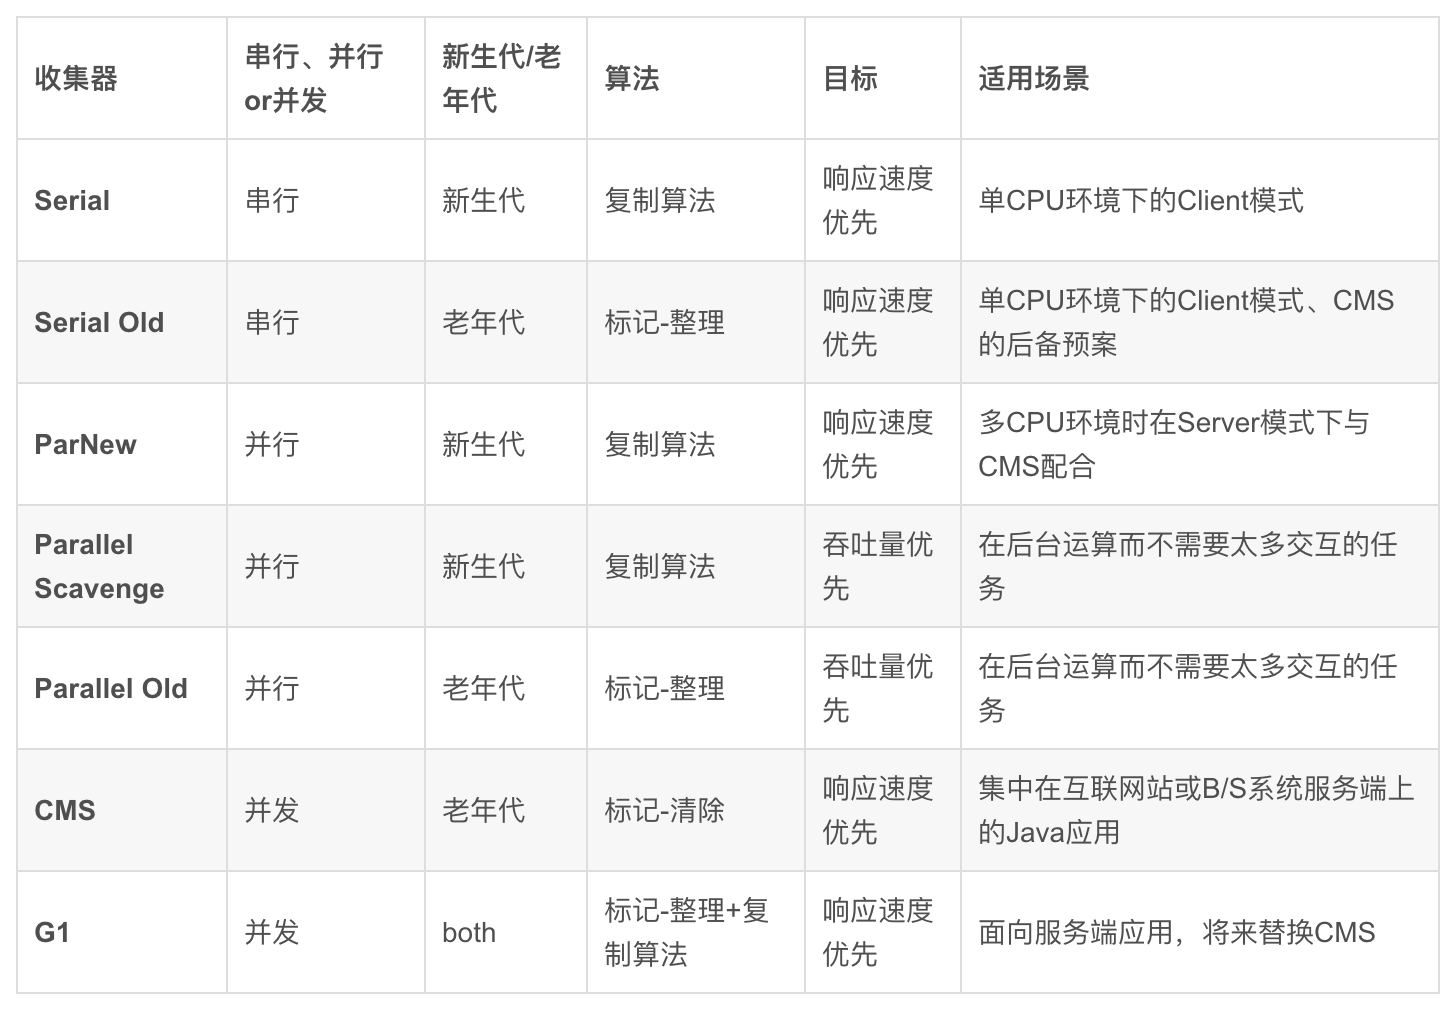 收集器
串行、并行
or并发
新生代/老
年代
算法
目标
适用场景
Serial
串行
新生代
复制算法
响应速度
优先
单CPU环境下的Client模式
Serial Old
串行
老年代
标记-整理
响应速度
优先
单CPU环境下的Client模式、CMS
的后备预案
ParNew
并行
新生代
复制算法
响应速度
优先
多CPU环境时在Server模式下与
CMS配合
Parallel
Scavenge
并行
新生代
复制算法
吞吐量优
先
在后台运算而不需要太多交互的任
务
Parallel Old
并行
老年代
标记-整理
吞吐量优
先
在后台运算而不需要太多交互的任
务
CMS
并发
老年代
标记-清除
响应速度
优先
集中在互联网站或B/S系统服务端上
的Java应用
G1
并发
both
标记-整理+复
制算法
响应速度
优先
面向服务端应用，将来替换CMS